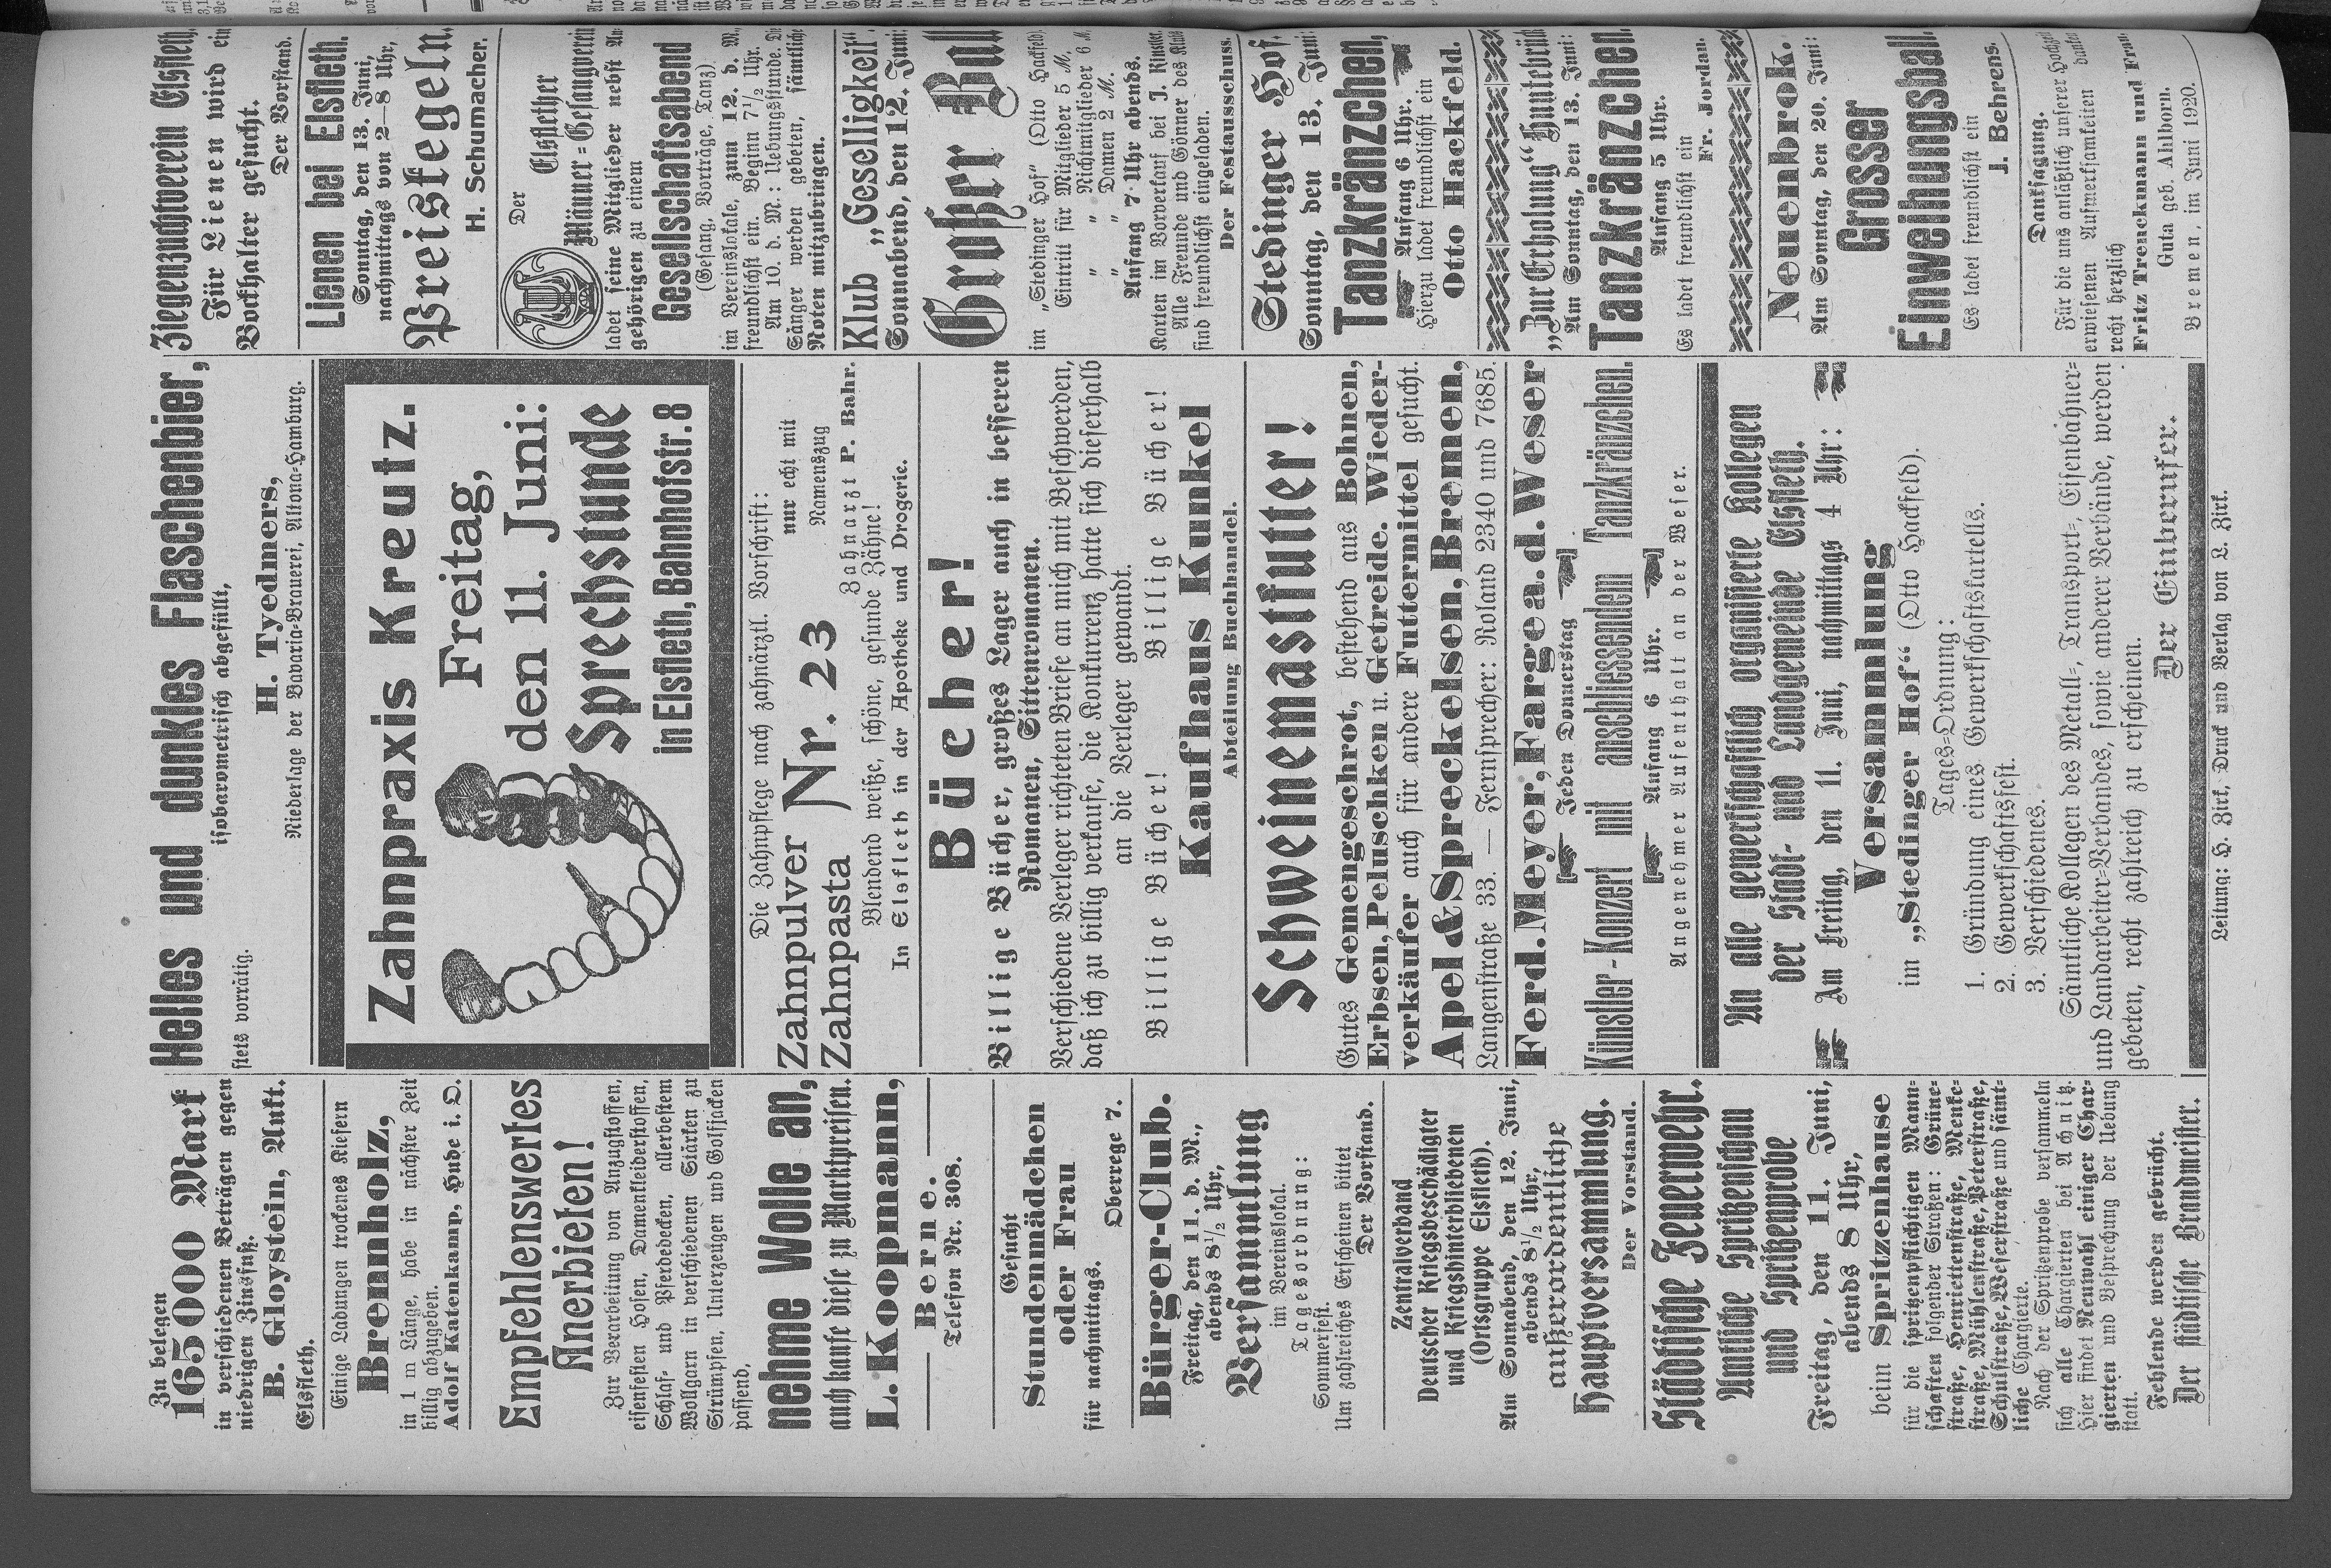 Zu belegen
165000 Mark
in verschiedenen Beträgen gegen
niedrigen Zinsfuß.
B. Gloystein, Aukt.
Elsfleth.
Einige Ladungen trockenes Kiefern
Brennholz,
in 1 m Länge, habe in nächster Zeit
billig abzugeben.
Adolf Katenkamp, Hude i. O.
Empfehlenswertes
Anerbieten!
Zur Verarbeitung von Anzugstoffen,
eisenfesten Hosen, Damenkleiderstoffen,
Schlaf- und Pferdedecken, allerbestem
Wollgarn in verschiedenen Stärken zu
Strümpfen, Unterzeugen und Golfjacken
passend,
nehme Wolle an,
auch kaufe diese zu Marktpreisen.
L. Koopmann,
Berne.
Telefon Nr. 308.
Gesucht
Stundenmädchen
oder Frau
für nachmittags. Oberrege 7.
Bürger-Club.
Freitag, den 11. d. M.,
abends 8½ Uhr,
Versammlung
im Vereinslokal.
Tagesordnung:
Sommerfest.
Um zahlreiches Erscheinen bittet
Der Vorstand.
Zentralverband
Deutscher Kriegsbeschädigter
und Kriegshinterbliebenen
(Ortsgruppe Elsfleth).
Am Sonnabend, den 12. Juni,
abends 8½ Uhr,
außerordentliche
Hauptversammlung.
Der Vorstand.
Städtische Feuerwehr.
Amtliche Spritzenschau
und Spritzenprobe
Freitag, den 11. Juni,
abends 8 Uhr,
beim Spritzenhause
für die spritzenpflichtigen Mann-
schaften folgender Straßen: Grüne-
straße, Henriettenstraße, Menke-
straße, Mühlenstraße, Peterstraße,
Schulstraße, Weserstraße und sämt-
liche Chargierte.
Nach der Spritzenprobe versammeln
sich alle Chargierten bei Achnitz.
Hier findet Neuwahl einiger Char-
gierten und Besprechung der Uebung
statt.
Fehlende werden gebrücht.
Der städtische Brandmeister.
Helles und dunkles Flaschenbier,
isobarometrisch abgefüllt,
stets vorrätig.
H. Tyedmers,
Niederlage der Bavaria-Brauerei, Altona-Hamburg.
Zahnpraxis Kreutz.
Freitag,
den 11. Juni:
Sprechstunde
in Elsfleth, Bahnhofstr. 8
Die Zahnpflege nach zahnärztl. Vorschrift:
Zahnpulver
Zahnpasta
Nr. 23
nur echt mit
Namenszug
Zahnarzt P. Bahr.
Blendend weiße, schöne, gesunde Zähne!
In Elsfleth in der Apotheke und Drogerie.
Bücher!
Billige Bücher, großes Lager auch in besseren
Romanen, Sittenromanen.
Verschiedene Verleger richteten Briefe an mich mit Beschwerden,
daß ich zu billig verkaufe, die Konkurrenz hatte sich dieserhalb
an die Verleger gewandt.
Billige Bücher! Billige Bücher!
Kaufhaus Kunkel
Abteilung Buchhandel.
Schweinemastfutter!
Gutes Gemengeschrot, bestehend aus Bohnen,
Erbsen, Peluschken u. Getreide. Wieder-
verkäufer auch für andere Futtermittel gesucht.
Apel & Spreckelsen, Bremen,
Langenstraße 33. — Fernsprecher: Roland 2340 und 7685.
Ferd. Meyer, Farge a. d. Weser
Jeden Donnerstag
Künstler-Konzert mit anschliessenden Tanzkränzchen.
Anfang 6 Uhr.
Angenehmer Aufenthalt an der Weser.
An alle gewerkschaftlich organisierte Kollegen
der Stadt- und Landgemeinde Elsfleth.
Am Freitag, den 11. Juni, nachmittags 4 Uhr:
Versammlung
im „Stedinger Hof“ (Otto Hackfeld).
Tages-Ordnung:
1. Gründung eines Gewerkschaftskartells.
2. Gewerkschaftsfest.
3. Verschiedenes.
Sämtliche Kollegen des Metall-, Transport-, Eisenbahner-
und Landarbeiter-Verbandes, sowie anderer Verbände, werden
gebeten, recht zahlreich zu erscheinen.
Der Einberufer.
Ziegenzuchtverein Elsfleth.
Für Lienen wird ein
Bockhalter gesucht.
Der Vorstand.
Lienen bei Elsfleth.
Sonntag, den 13. Juni,
nachmittags von 2—8 Uhr,
Preiskegeln.
H. Schumacher.
Der
Elsflether
Männer-Gesangverein
ladet seine Mitglieder nebst An-
gehörigen zu einem
Gesellschaftsabend
(Gesang, Vorträge, Tanz).
im Vereinslokale, zum 12. d. M.,
freundlichst ein. Beginn 7½ Uhr.
Am 10. d. M.: Uebungsstunde. Die
Sänger werden gebeten, sämtliche
Noten mitzubringen.
Klub „Geselligkeit“.
Sonnabend, den 12. Juni:
Großer Ball
im „Stedinger Hof“ (Otto Hackfeld).
Eintritt für Mitglieder 5 M,
„ „ Nichtmitglieder 6 M,
„ „ Damen 2 M.
Anfang 7 Uhr abends.
Karten im Vorverkauf bei J. Künstler.
Alle Freunde und Gönner des Klubs
sind freundlichst eingeladen.
Der Festausschuss.
Stedinger Hof.
Sonntag, den 13. Juni:
Tanzkränzchen,
Anfang 6 Uhr.
Hierzu ladet freundlichst ein
Otto Hackfeld.
„Zur Erholung“ Huntebrück
Am Sonntag, den 13. Juni:
Tanzkränzchen.
Anfang 5 Uhr.
Es ladet freundlichst ein
Fr. Jordan.
Neuenbrok.
Am Sonntag, den 20. Juni:
Grosser
Einweihungsball.
Es ladet freundlichst ein
J. Behrens.
Danksagung.
Für die uns anläßlich unserer Hochzeit
erwiesenen Aufmerksamkeiten danken
recht herzlich
Fritz Trenckmann und Frau,
Guta geb. Ahlborn.
Bremen, im Juni 1920.
Leitung: H. Zirk, Druck und Verlag von L. Zirk.